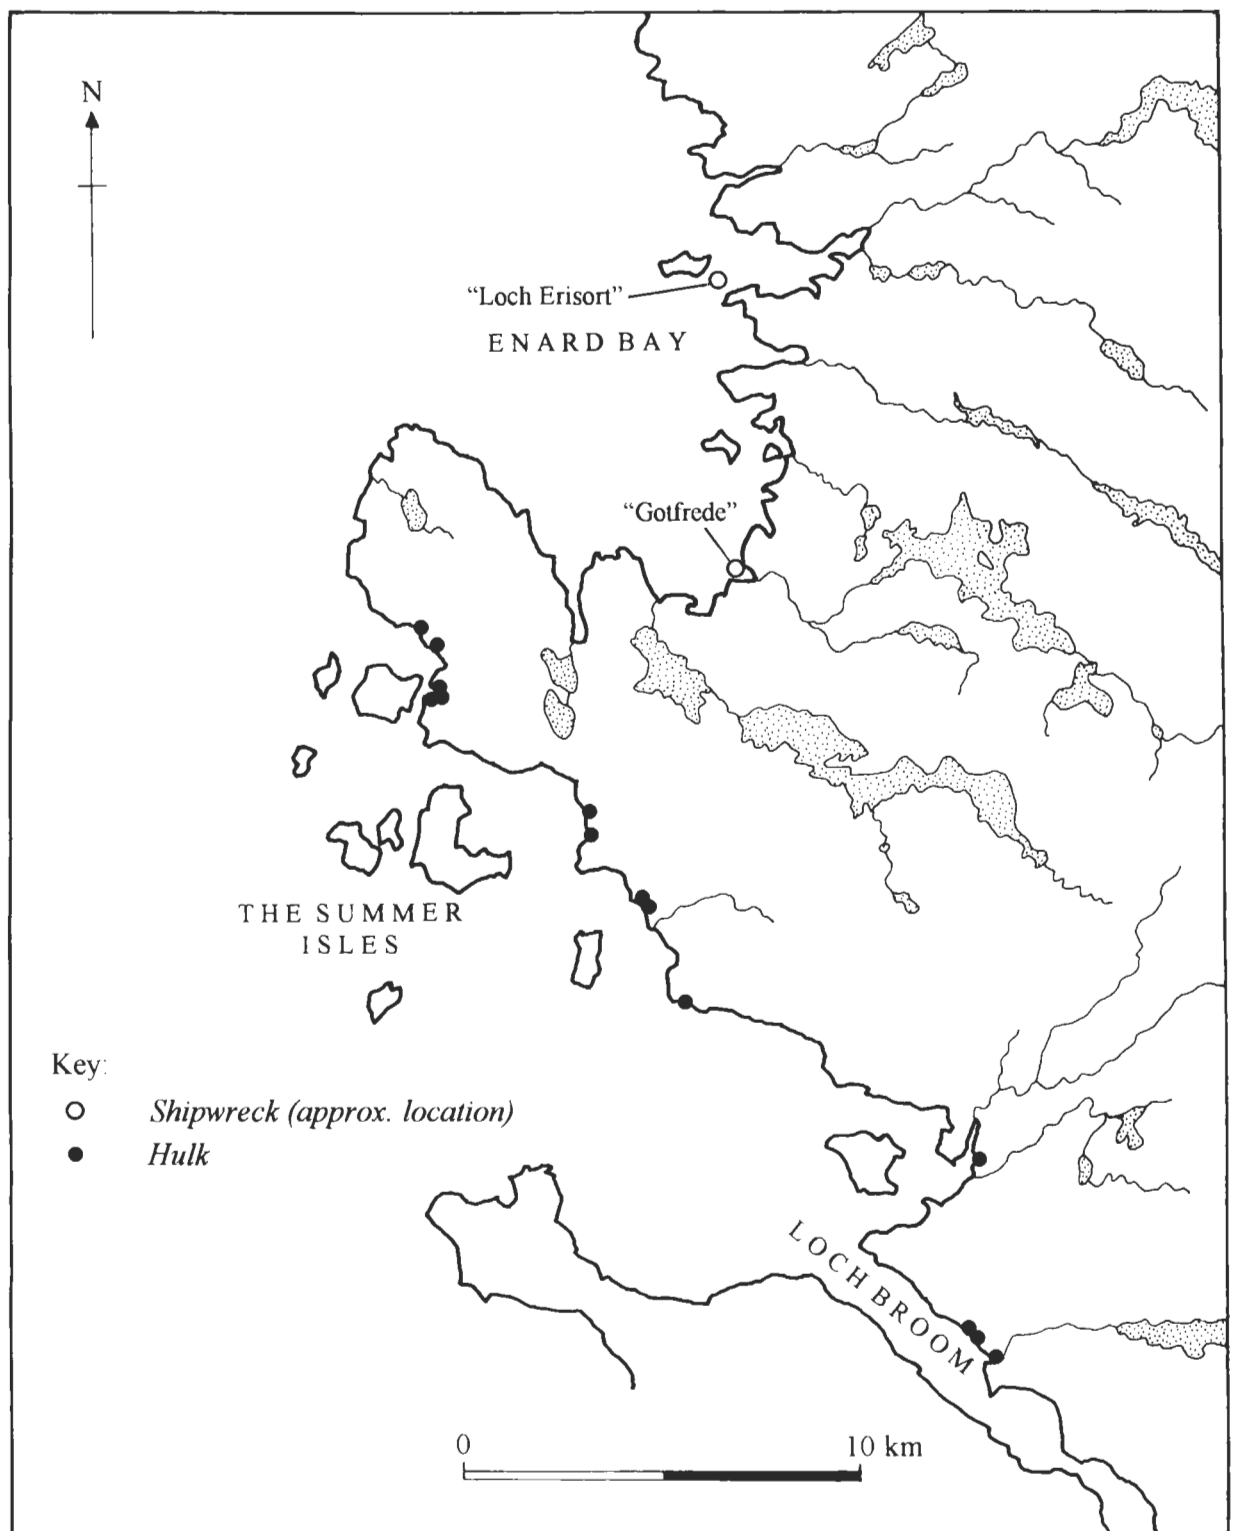 N
“Loch Erisort”
ENARD BAY
“Gotfrede”
THE SUMMER
ISLES
Key:
Shipwreck (approx. location)
Hulk
LOCH BROOM
0 10 km